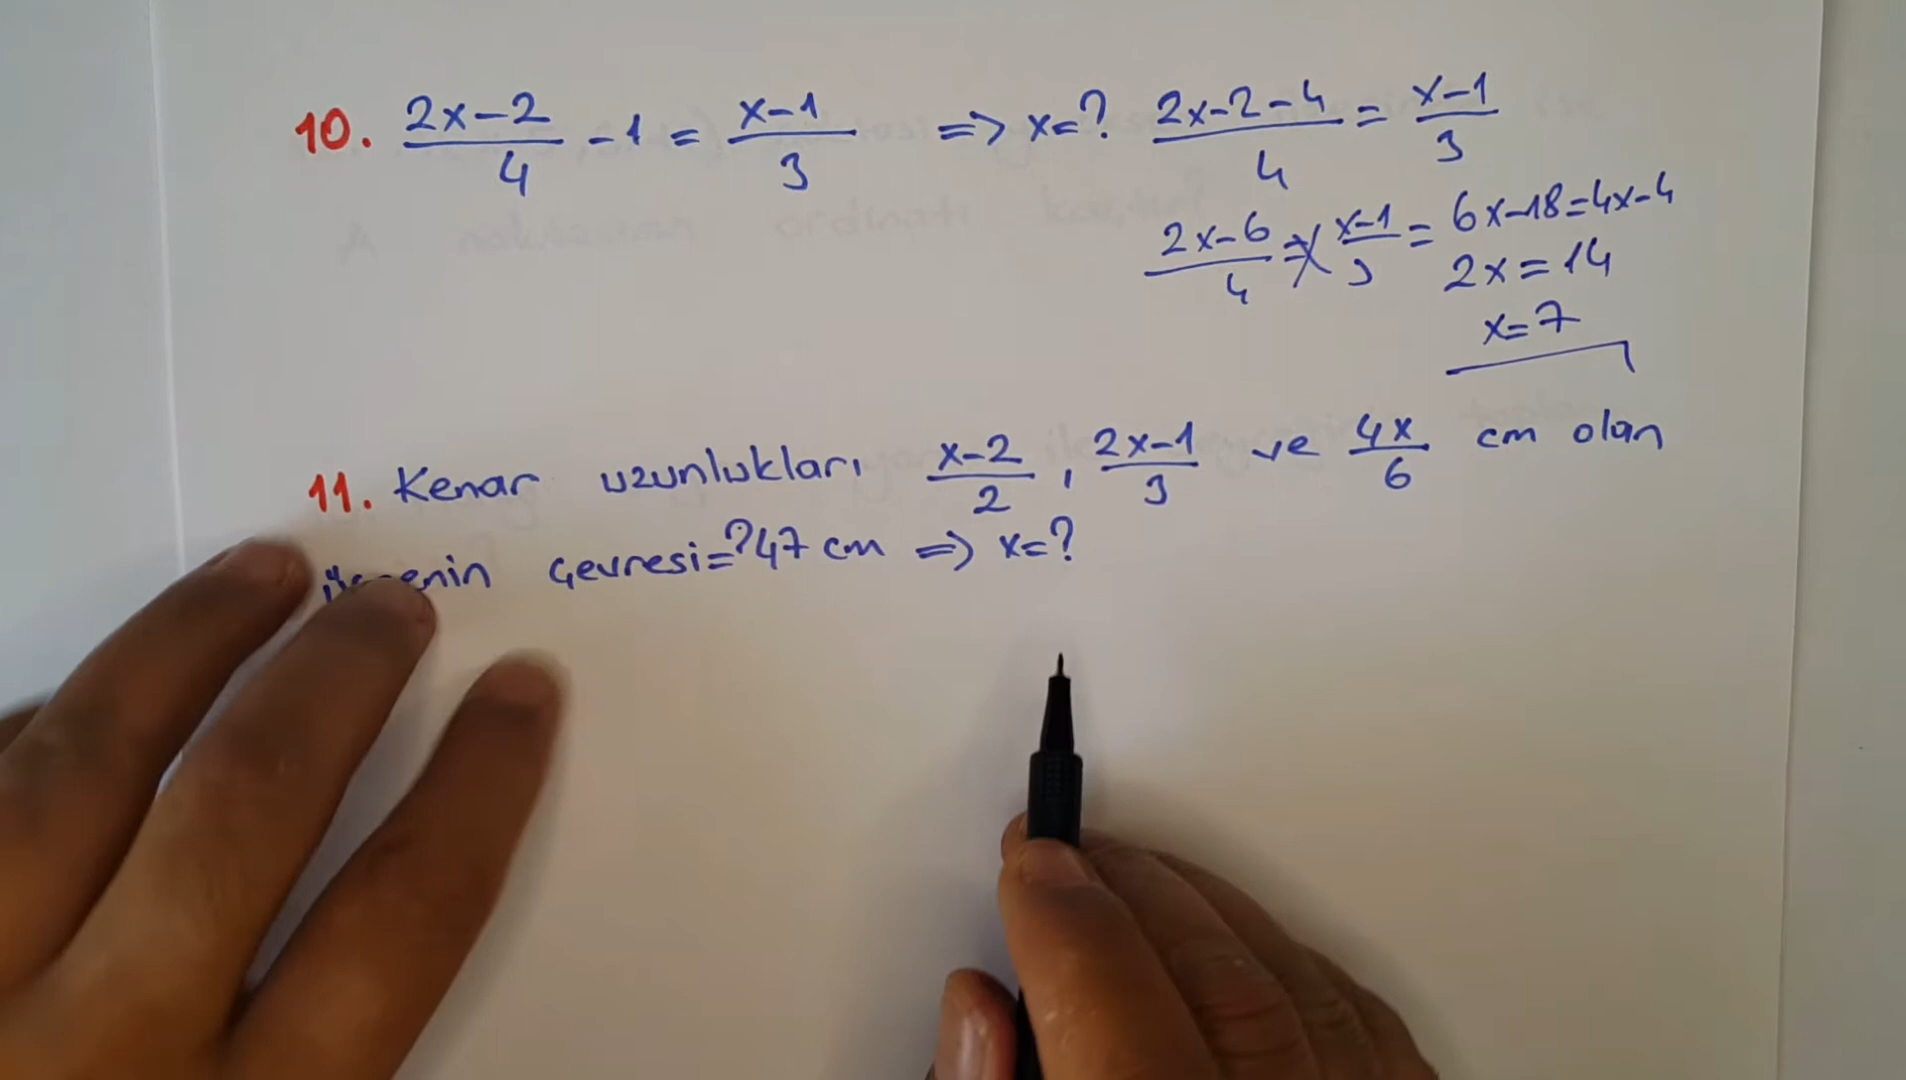 10. (2x-2)/4 - 1 = (x-1)/3 => x=? (2x-2-4)/4 = (x-1)/3
(2x-6)/4 = (x-1)/3 = 6x-18=4x-4
2x=14
x=7
11. Kenar uzunlukları (x-2)/2, (2x-1)/3 ve 4x/6 cm olan
çevresi=?47 cm => x=?